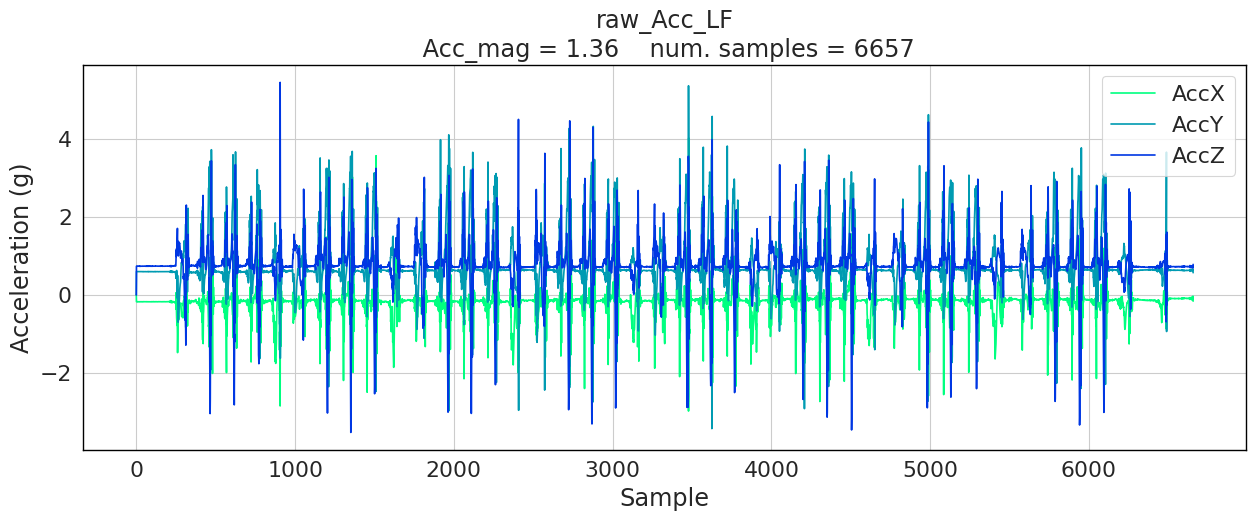 raw_Acc_LF
Acc_mag = 1.36    num. samples = 6657
AccX
AccY
AccZ
Acceleration (g)
4
2
0
−2
0 1000 2000 3000 4000 5000 6000
Sample